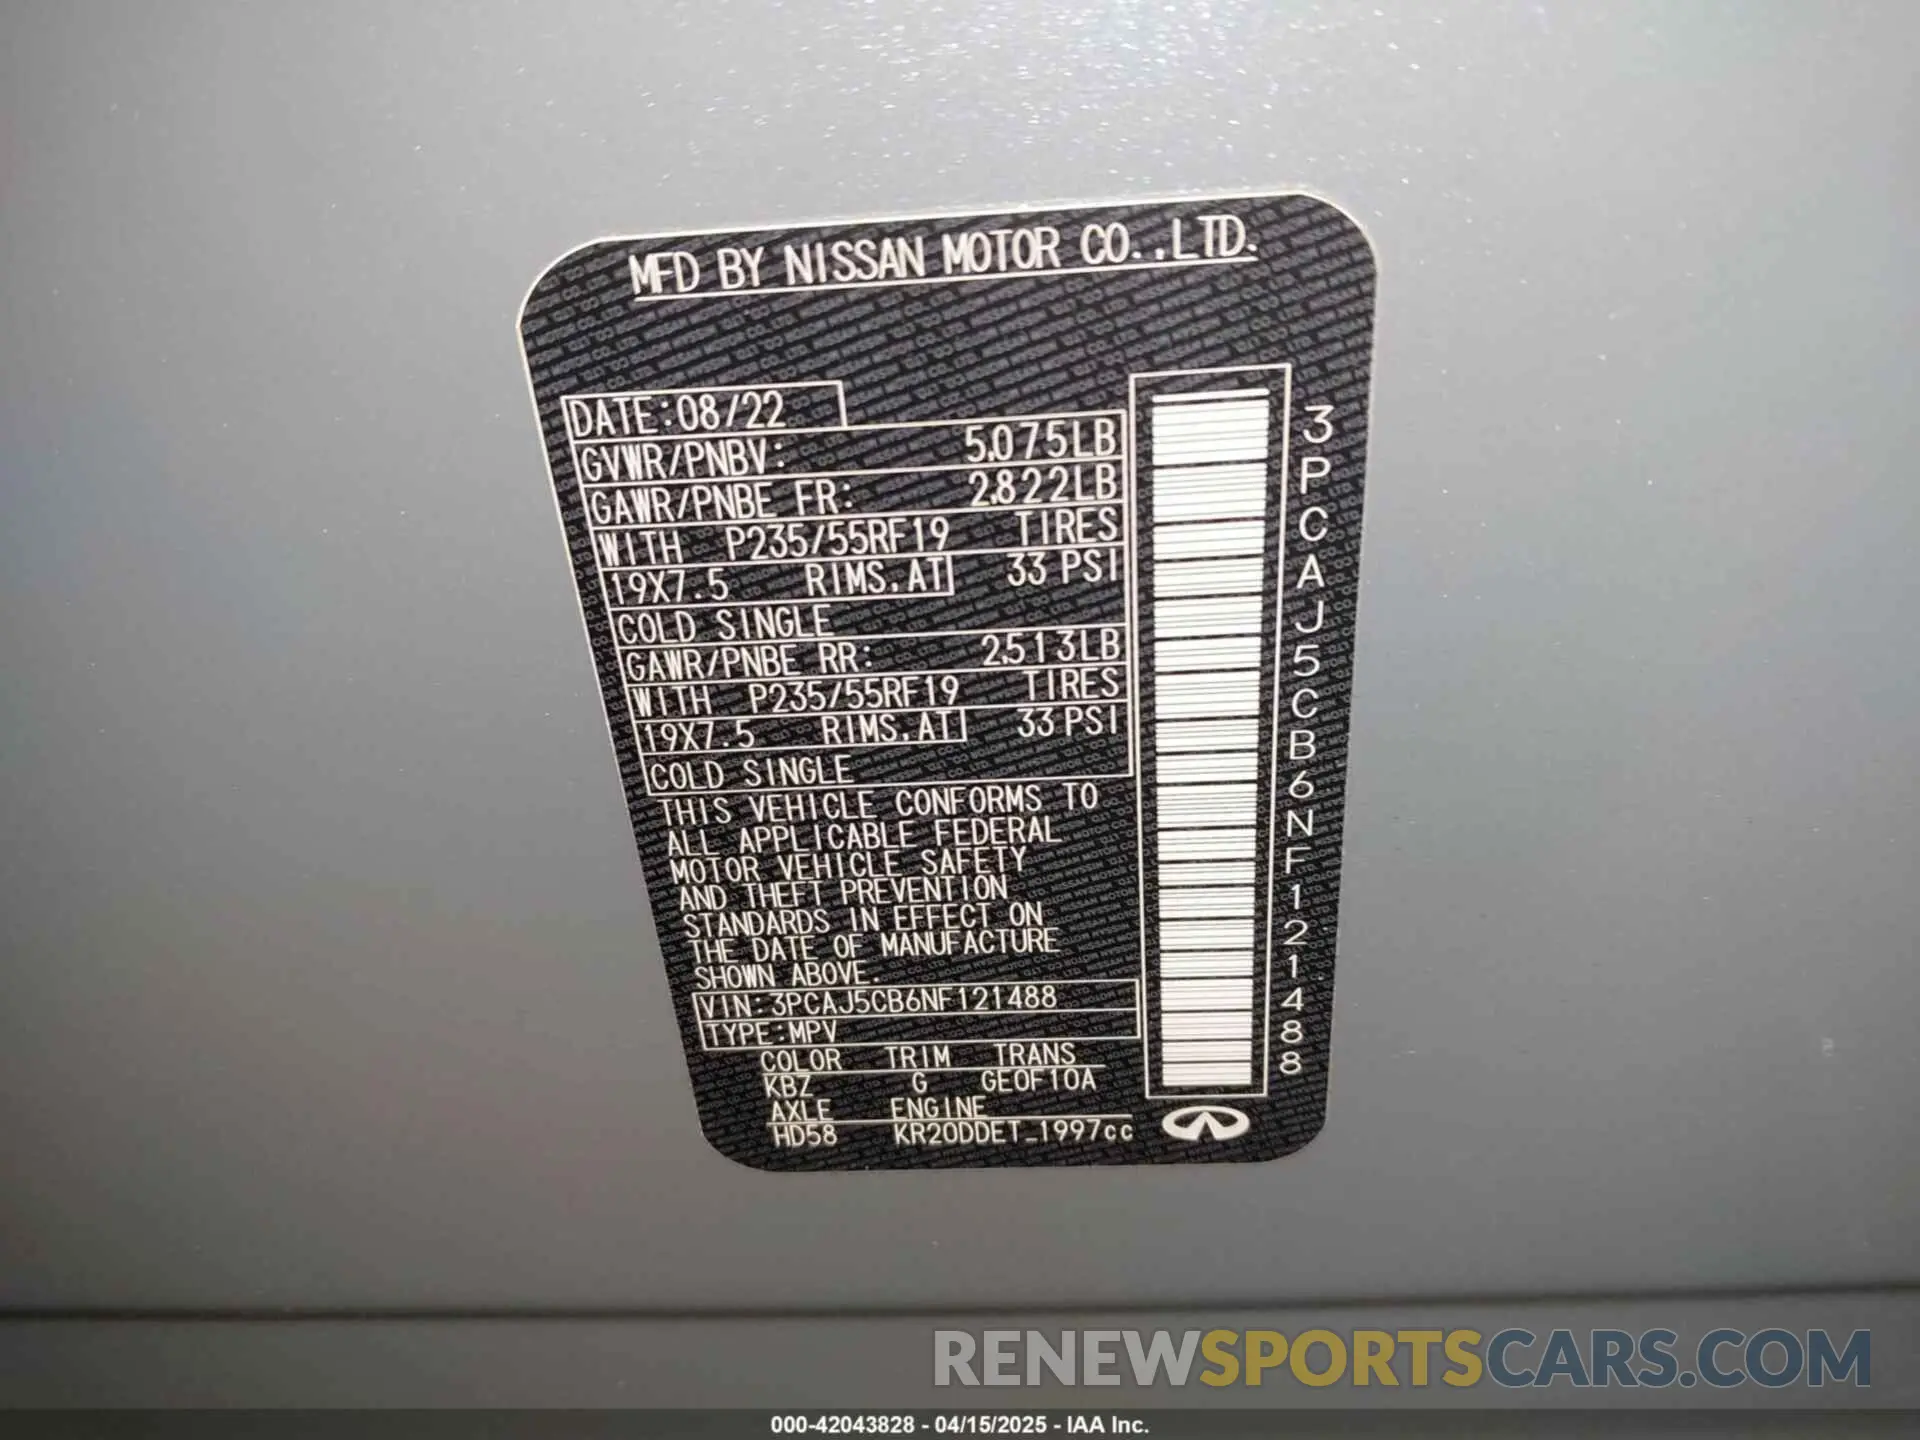 MFD BY NISSAN MOTOR CO.,LTD.
DATE:08/22
GVWR/PNBV: 5,075LB
GAWR/PNBE FR: 2,822LB
WITH P235/55RF19 TIRES
19X7.5 RIMS.AT 33 PSI
COLD SINGLE
GAWR/PNBE RR: 2,513LB
WITH P235/55RF19 TIRES
19X7.5 RIMS.AT 33 PSI
COLD SINGLE
THIS VEHICLE CONFORMS TO
ALL APPLICABLE FEDERAL
MOTOR VEHICLE SAFETY
AND THEFT PREVENTION
STANDARDS IN EFFECT ON
THE DATE OF MANUFACTURE
SHOWN ABOVE.
VIN:3PCAJ5CB6NF121488
TYPE:MPV
COLOR TRIM TRANS
KBZ G GE0F10A
AXLE ENGINE
HD58 KR20DDET_1997cc
3PCAJ5CB6NF121488
RENEWSPORTSCARS.COM
000-42043828 - 04/15/2025 - IAA Inc.